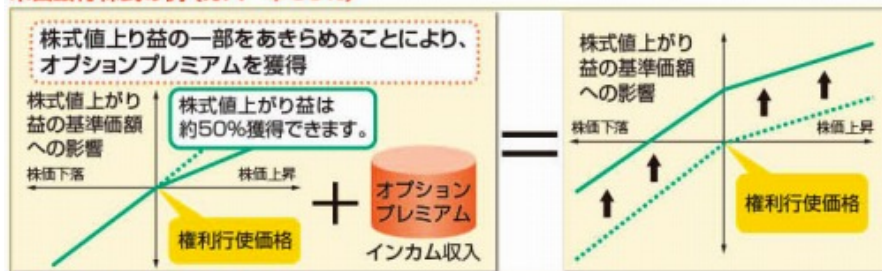 株式値上り益の一部をあきらめることにより、
オプションプレミアムを獲得
株式値上がり
益の基準価額
への影響
株式値上がり益は
約50%獲得できます。
株価下落
株価上昇
権利行使価格
+
オプション
プレミアム
インカム収入
=
株式値上がり
益の基準価額
への影響
株価下落
株価上昇
権利行使価格